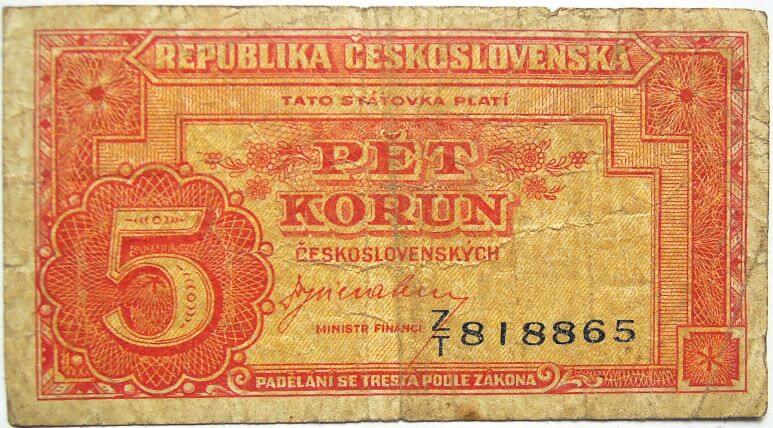 REPUBLIKA ČESKOSLOVENSKÁ
TATO STÁTOVKA PLATÍ
PĚT
KORUN
ČESKOSLOVENSKÝCH
5
MINISTR FINANCÍ
Z/T 818865
PADĚLÁNÍ SE TRESTÁ PODLE ZÁKONA